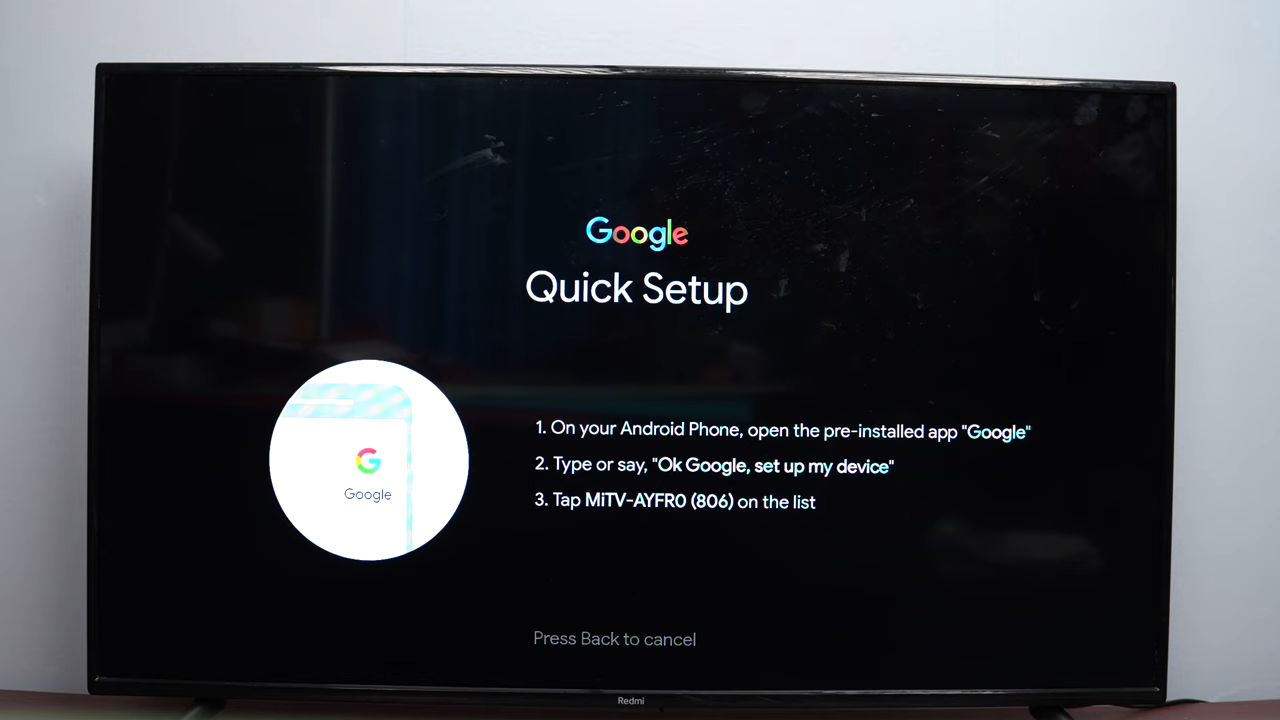 Google
Quick Setup
1. On your Android Phone, open the pre-installed app "Google"
2. Type or say, "Ok Google, set up my device"
3. Tap MiTV-AYFR0 (806) on the list
G
Google
Press Back to cancel
Redmi